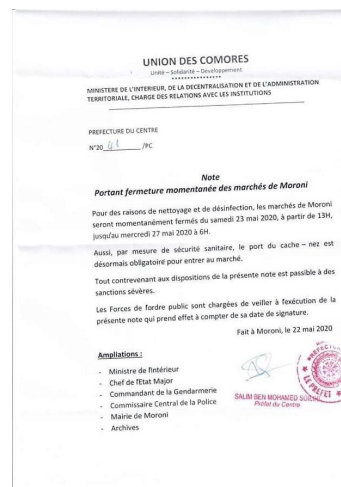 UNION DES COMORES
Unité – Solidarité – Développement
MINISTERE DE L'INTERIEUR, DE LA DECENTRALISATION ET DE L'ADMINISTRATION
TERRITORIALE, CHARGE DES RELATIONS AVEC LES INSTITUTIONS
PREFECTURE DU CENTRE
N°20 /PC
Note
Portant fermeture momentanée des marchés de Moroni
Pour des raisons de nettoyage et de désinfection, les marchés de Moroni
seront momentanément fermés du samedi 23 mai 2020, à partir de 13H,
jusqu'au mercredi 27 mai 2020 à 6H.
Aussi, par mesure de sécurité sanitaire, le port du cache – nez est
désormais obligatoire pour entrer au marché.
Tout contrevenant aux dispositions de la présente note est passible à des
sanctions sévères.
Les Forces de l'ordre public sont chargées de veiller à l'exécution de la
présente note qui prend effet à compter de sa date de signature.
Fait à Moroni, le 22 mai 2020
Ampliations :
- Ministre de l'Intérieur
- Chef de l'Etat Major
- Commandant de la Gendarmerie
- Commissaire Central de la Police
- Mairie de Moroni
- Archives
SALIM BEN MOHAMED
Préfet du Centre
LE PREFET